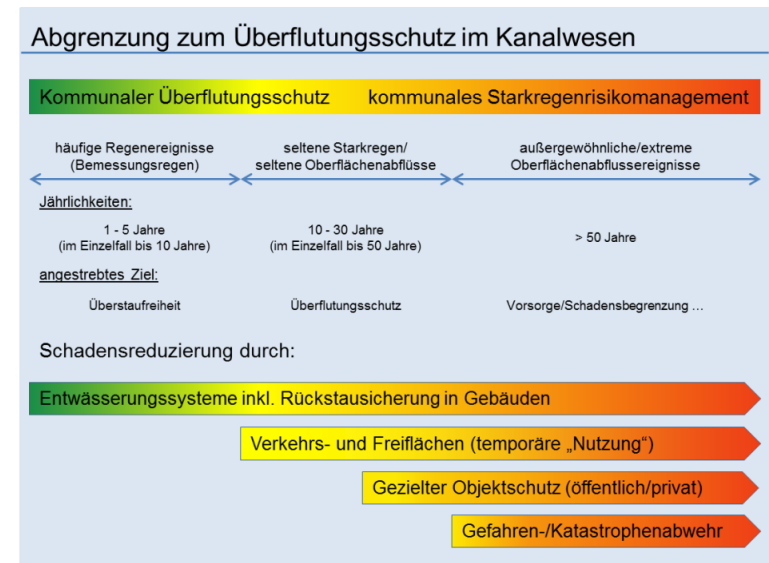 Abgrenzung zum Überflutungsschutz im Kanalwesen
Kommunaler Überflutungsschutz kommunales Starkregenrisikomanagement
häufige Regenereignisse
(Bemessungsregen)
seltene Starkregen/
seltene Oberflächenabflüsse
außergewöhnliche/extreme
Oberflächenabflussereignisse
Jährlichkeiten:
1 - 5 Jahre
(im Einzelfall bis 10 Jahre)
10 - 30 Jahre
(im Einzelfall bis 50 Jahre)
> 50 Jahre
angestrebtes Ziel:
Überstaufreiheit
Überflutungsschutz
Vorsorge/Schadensbegrenzung ...
Schadensreduzierung durch:
Entwässerungssysteme inkl. Rückstausicherung in Gebäuden
Verkehrs- und Freiflächen (temporäre „Nutzung“)
Gezielter Objektschutz (öffentlich/privat)
Gefahren-/Katastrophenabwehr